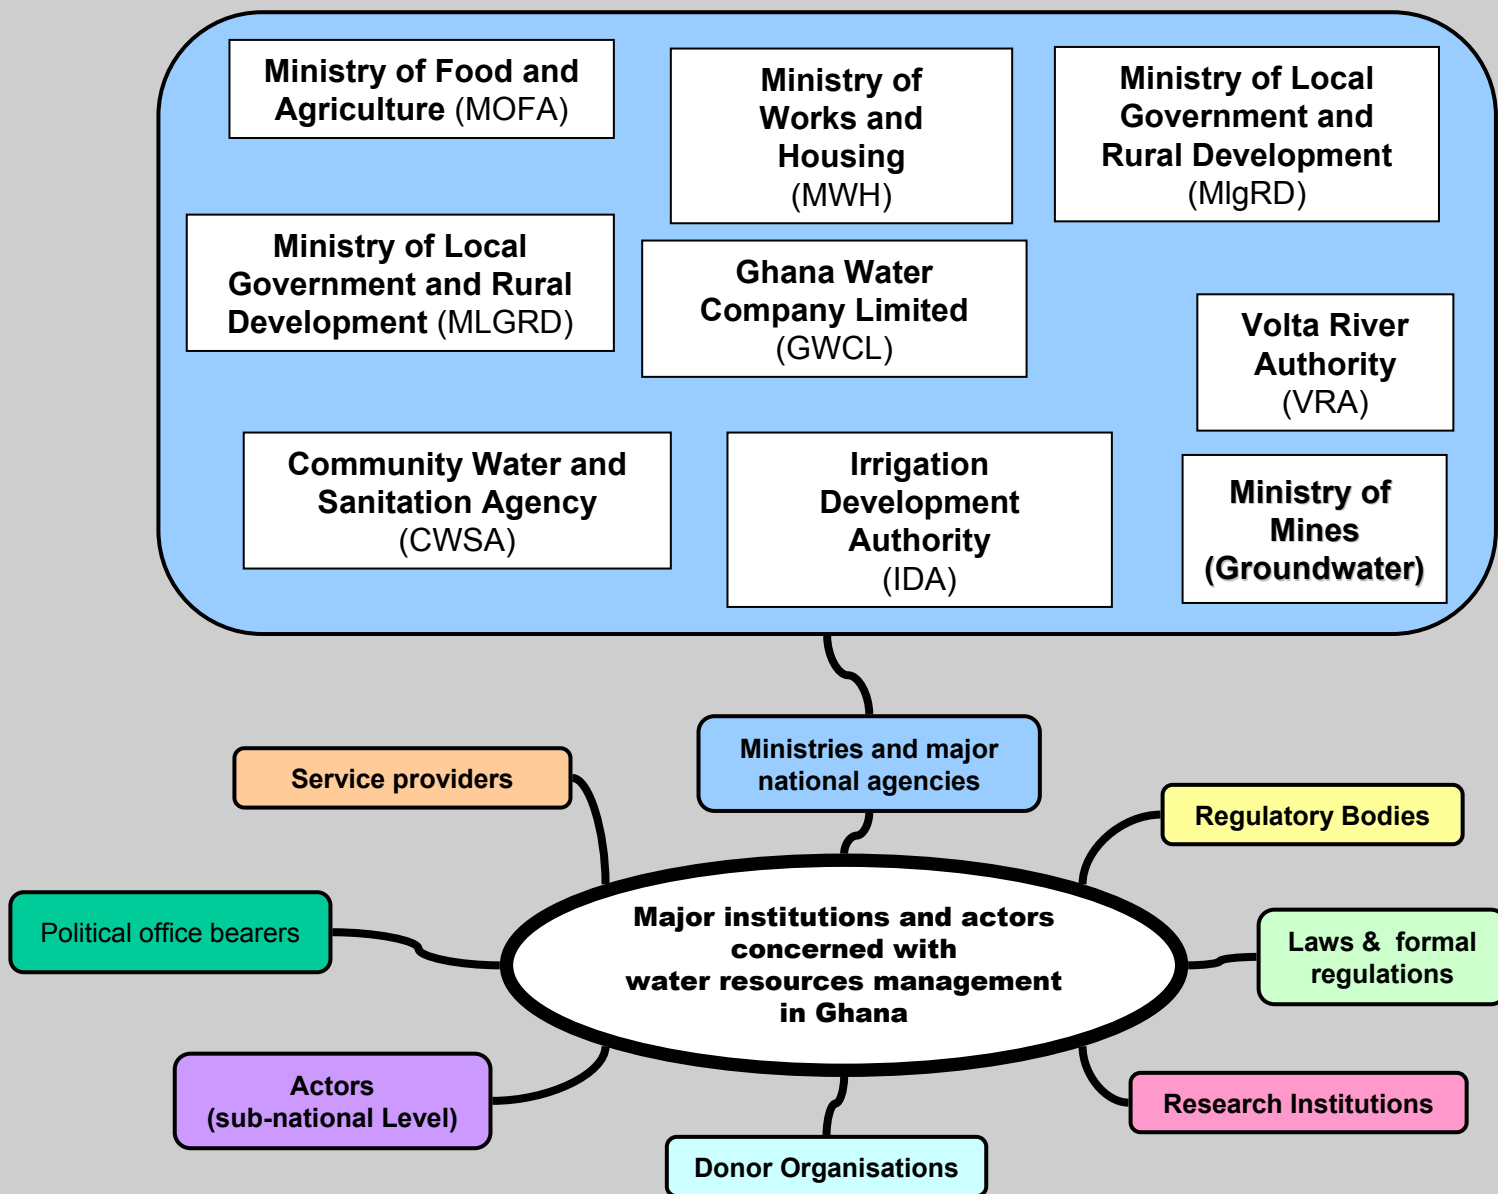 Ministry of Food and
Agriculture (MOFA)
Ministry of
Works and
Housing
(MWH)
Ministry of Local
Government and
Rural Development
(MlgRD)
Ministry of Local
Government and Rural
Development (MLGRD)
Ghana Water
Company Limited
(GWCL)
Volta River
Authority
(VRA)
Community Water and
Sanitation Agency
(CWSA)
Irrigation
Development
Authority
(IDA)
Ministry of
Mines
(Groundwater)
Ministries and major
national agencies
Service providers
Regulatory Bodies
Political office bearers
Major institutions and actors
concerned with
water resources management
in Ghana
Laws & formal
regulations
Actors
(sub-national Level)
Research Institutions
Donor Organisations